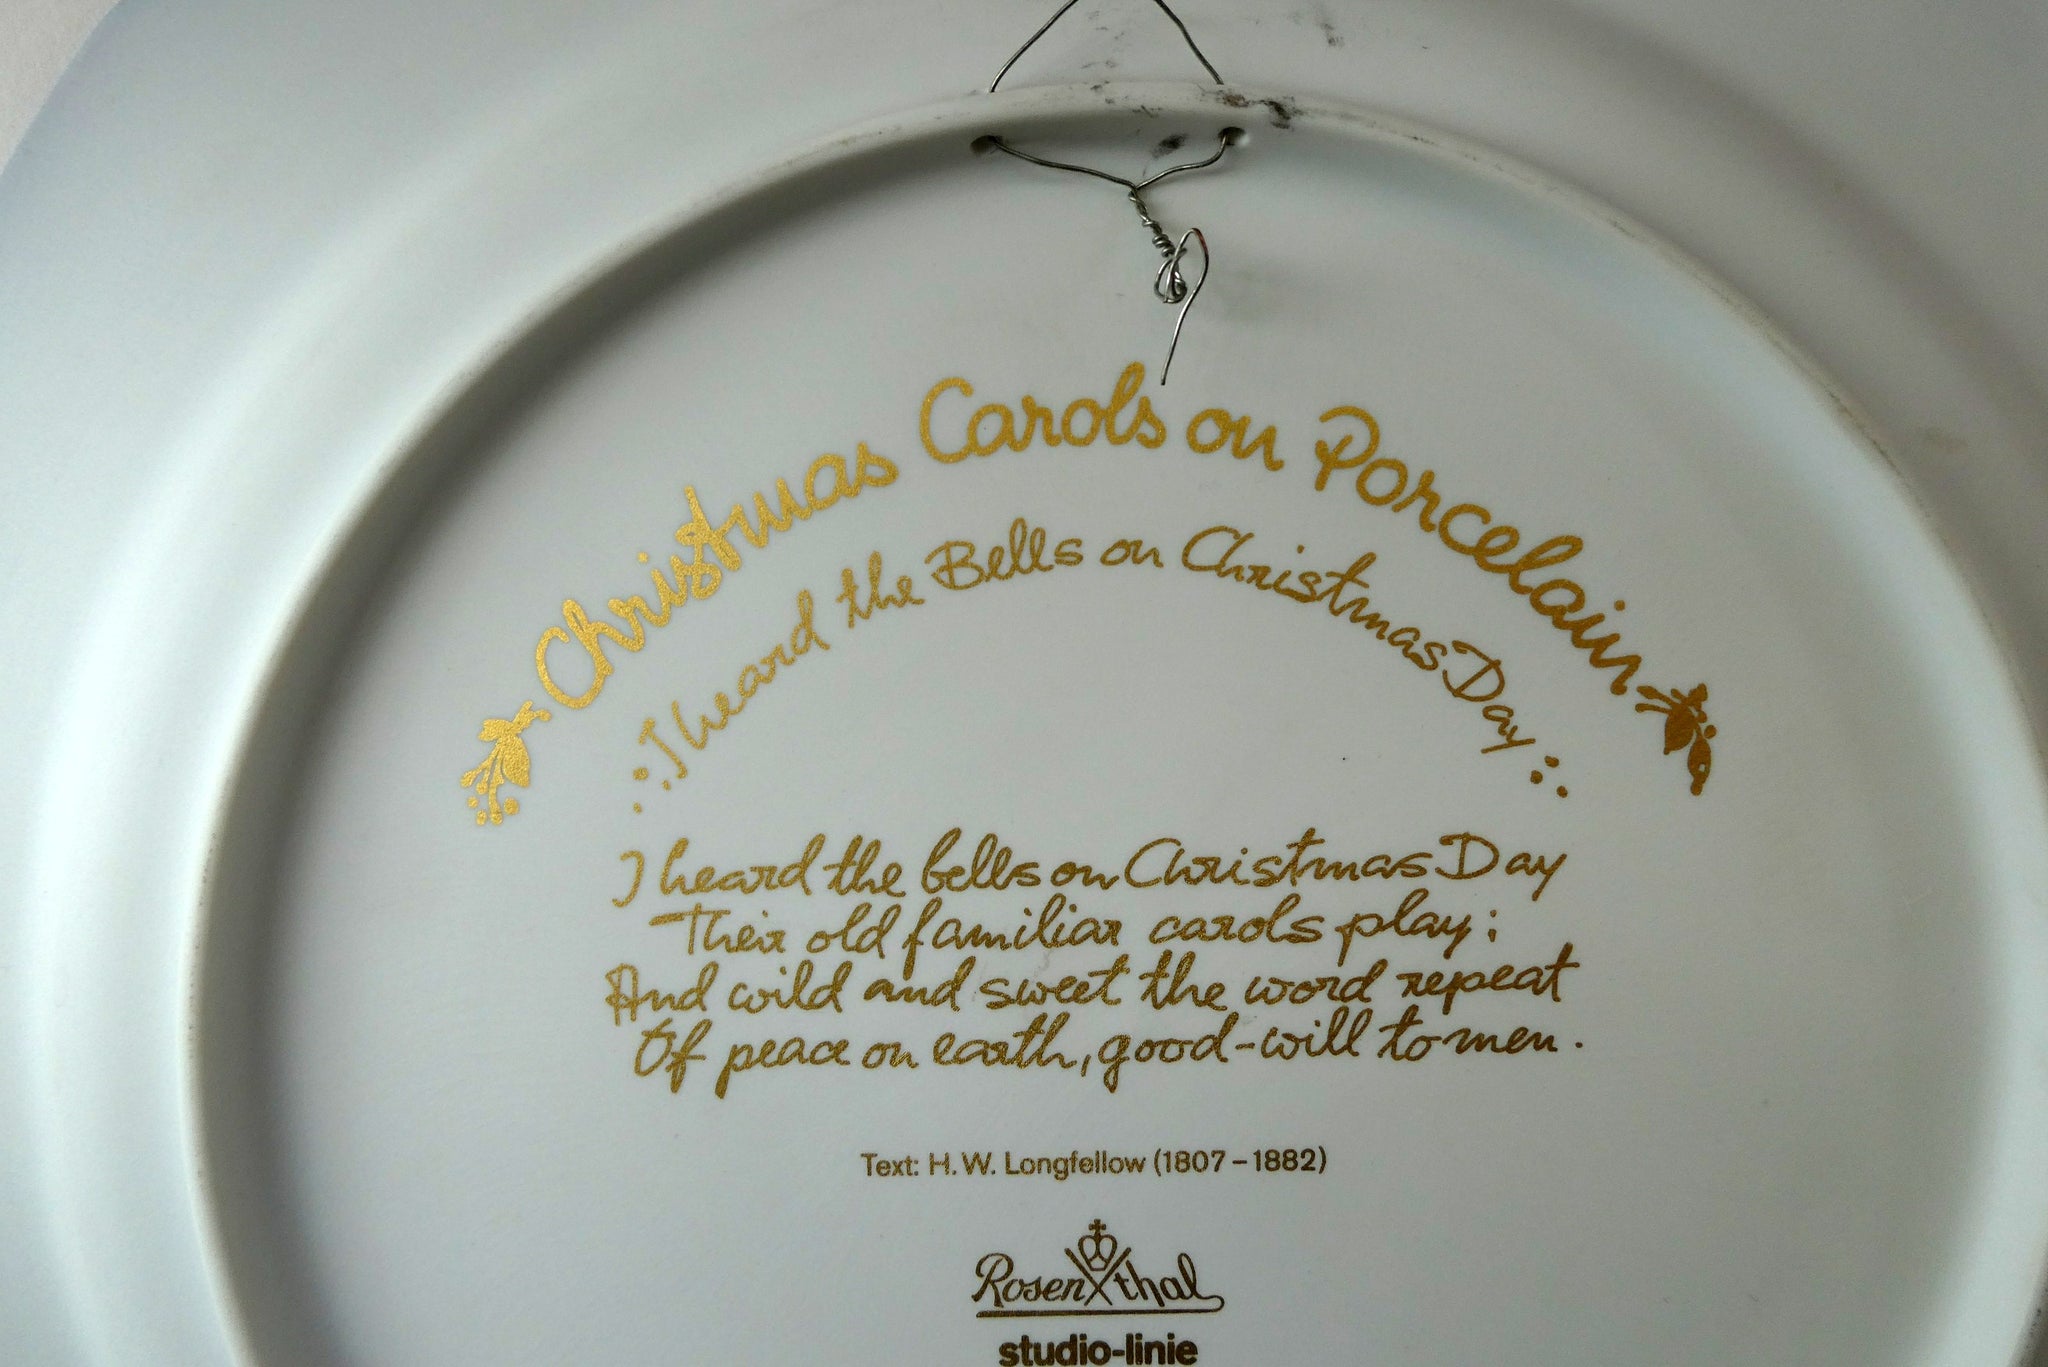 Christmas Carols on Porcelain
I heard the Bells on Christmas Day
I heard the bells on Christmas Day
Their old familiar carols play;
And wild and sweet the word repeat
Of peace on earth, good-will to men.
Text: H. W. Longfellow (1807–1882)
Rosenthal
studio-linie